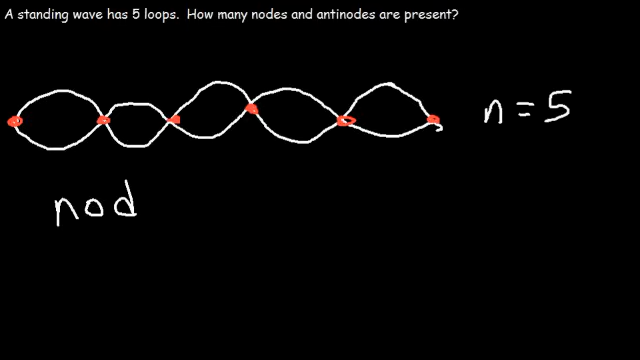 A standing wave has 5 loops. How many nodes and antinodes are present?
n = 5
nod